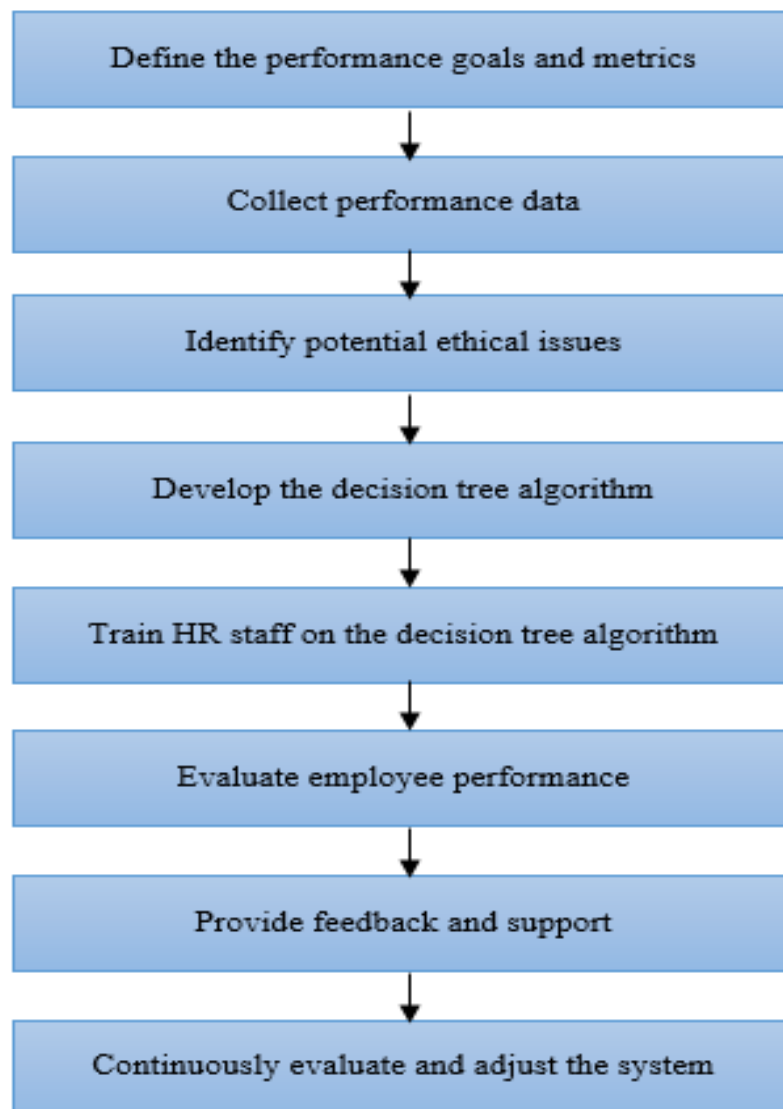 Define the performance goals and metrics
Collect performance data
Identify potential ethical issues
Develop the decision tree algorithm
Train HR staff on the decision tree algorithm
Evaluate employee performance
Provide feedback and support
Continuously evaluate and adjust the system